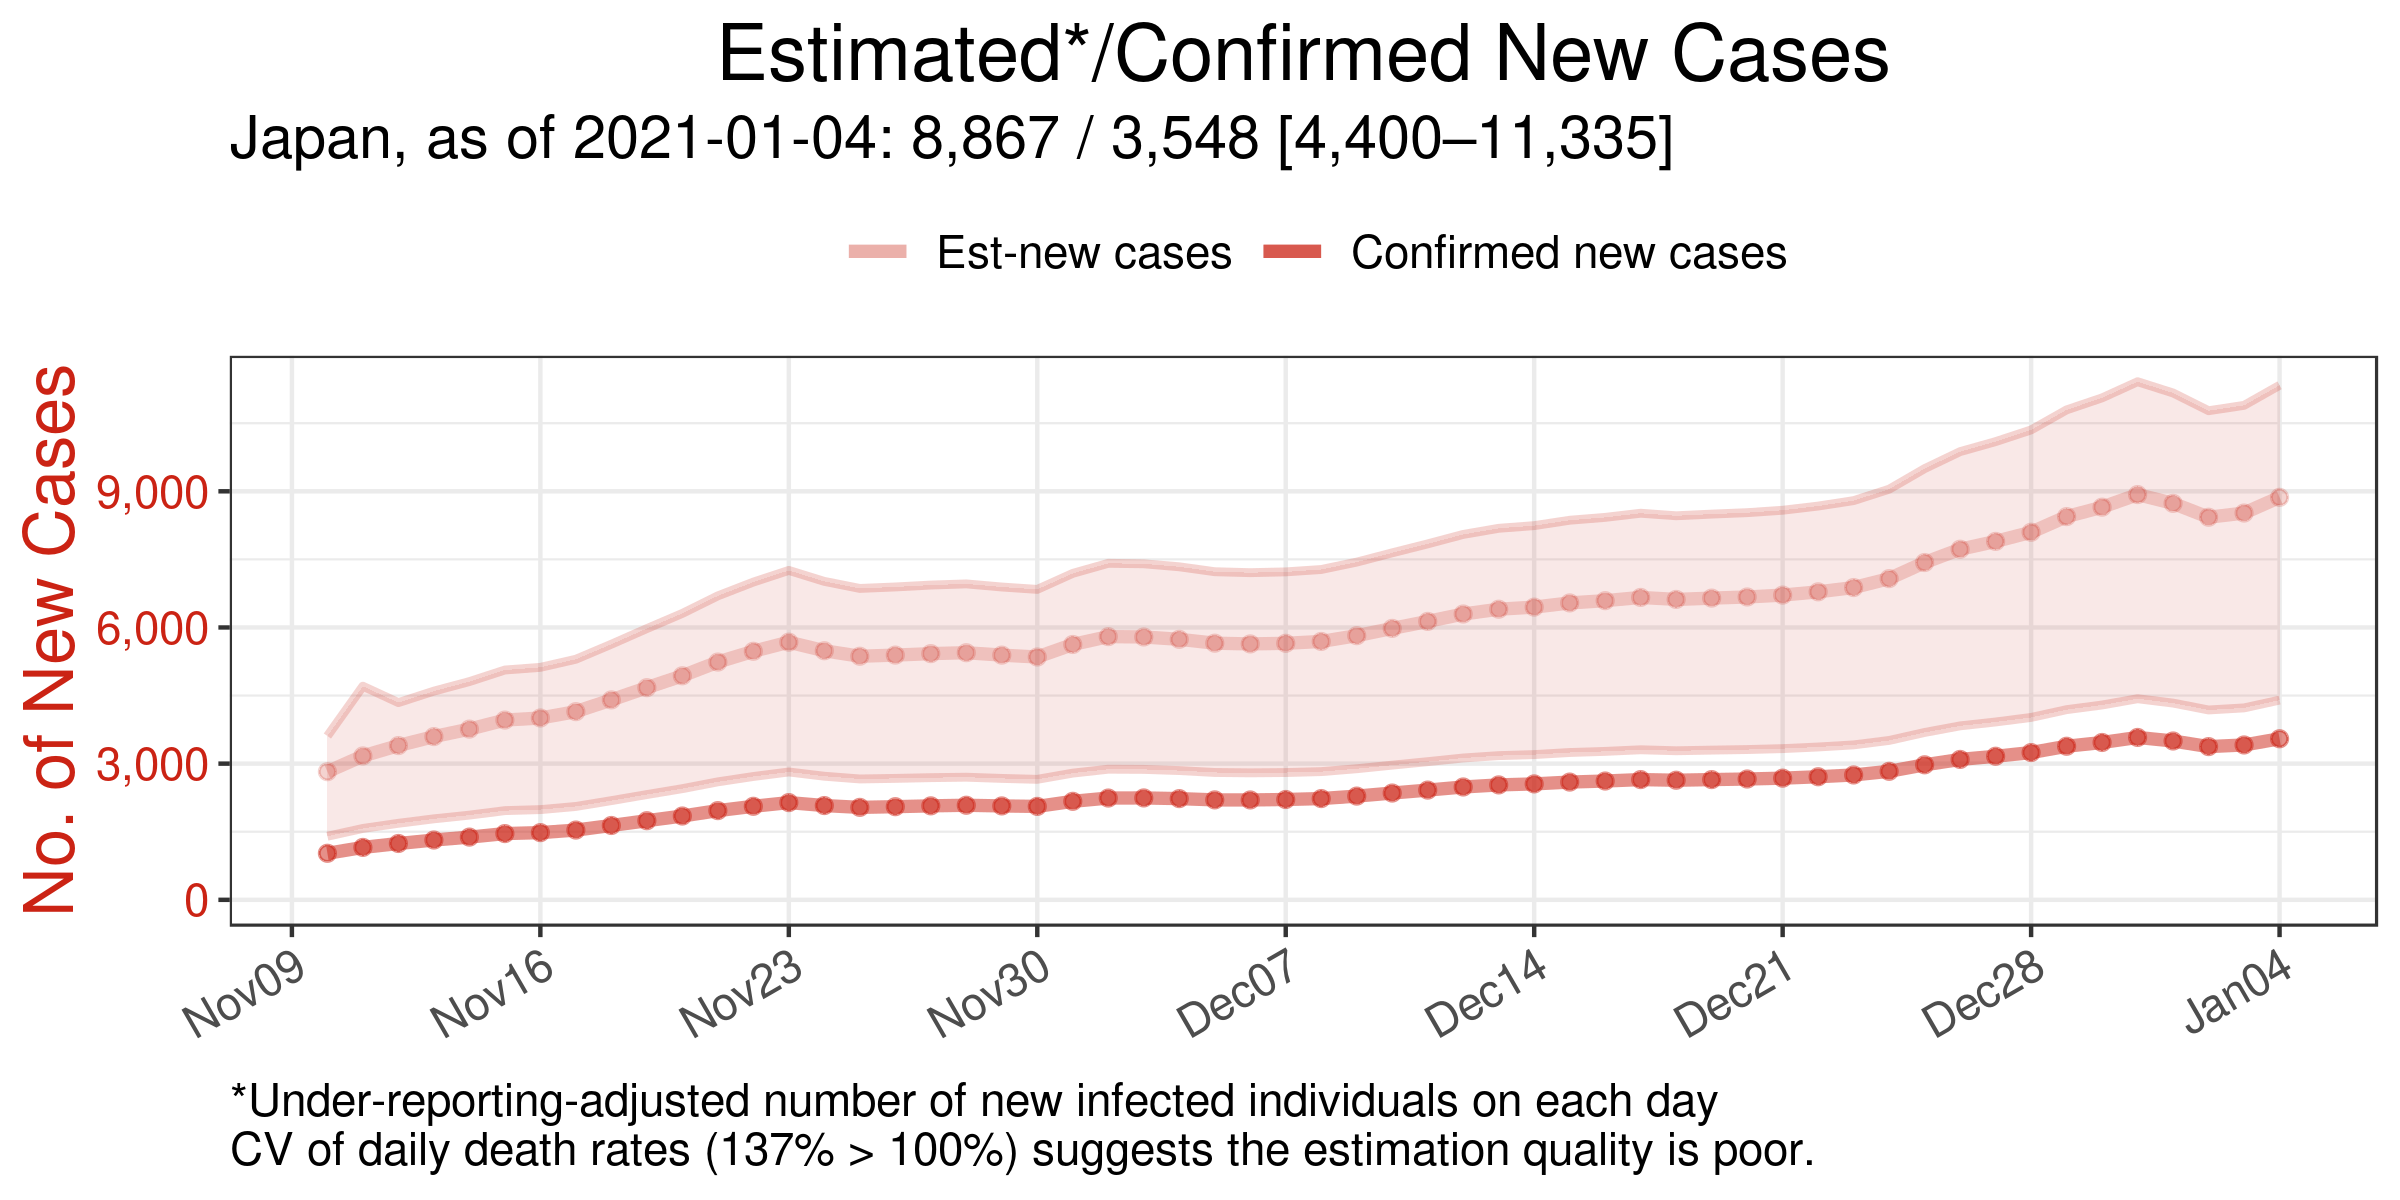 Estimated*/Confirmed New Cases
Japan, as of 2021-01-04: 8,867 / 3,548 [4,400–11,335]
Est-new cases
Confirmed new cases
No. of New Cases
9,000
6,000
3,000
0
Nov09
Nov16
Nov23
Nov30
Dec07
Dec14
Dec21
Dec28
Jan04
*Under-reporting-adjusted number of new infected individuals on each day
CV of daily death rates (137% > 100%) suggests the estimation quality is poor.